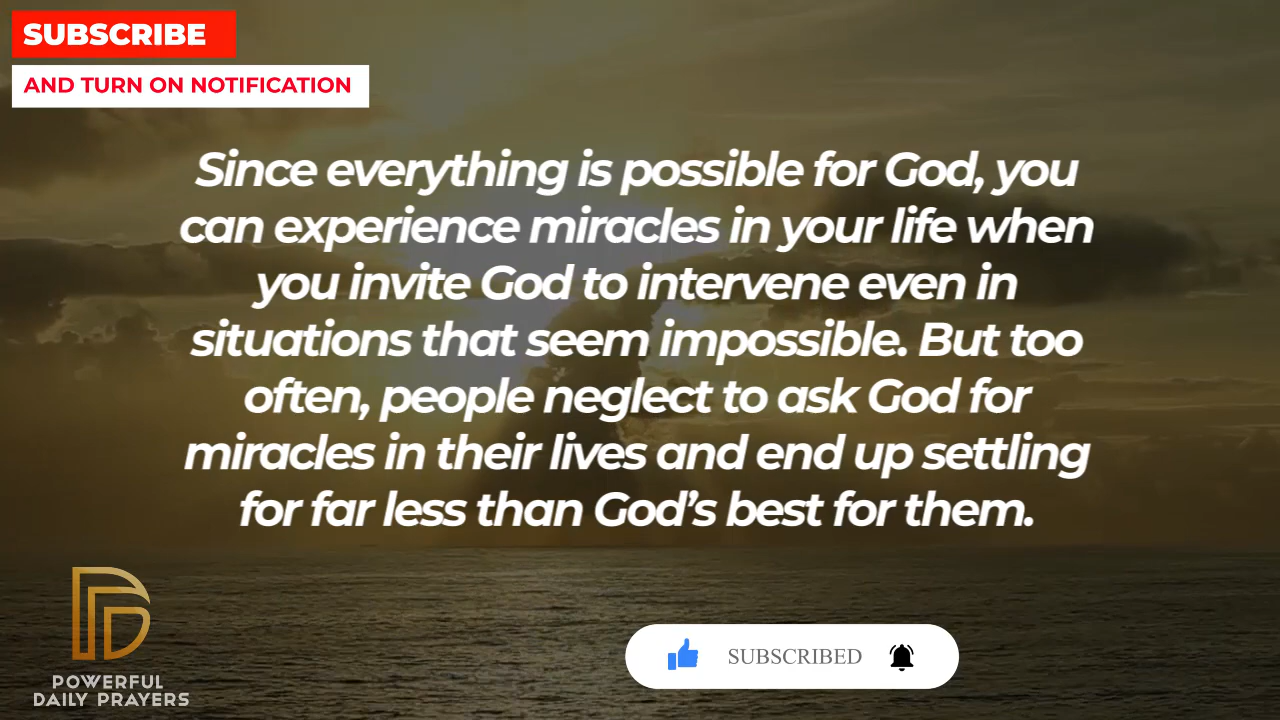 SUBSCRIBE
AND TURN ON NOTIFICATION
Since everything is possible for God, you
can experience miracles in your life when
you invite God to intervene even in
situations that seem impossible. But too
often, people neglect to ask God for
miracles in their lives and end up settling
for far less than God’s best for them.
POWERFUL
DAILY PRAYERS
SUBSCRIBED